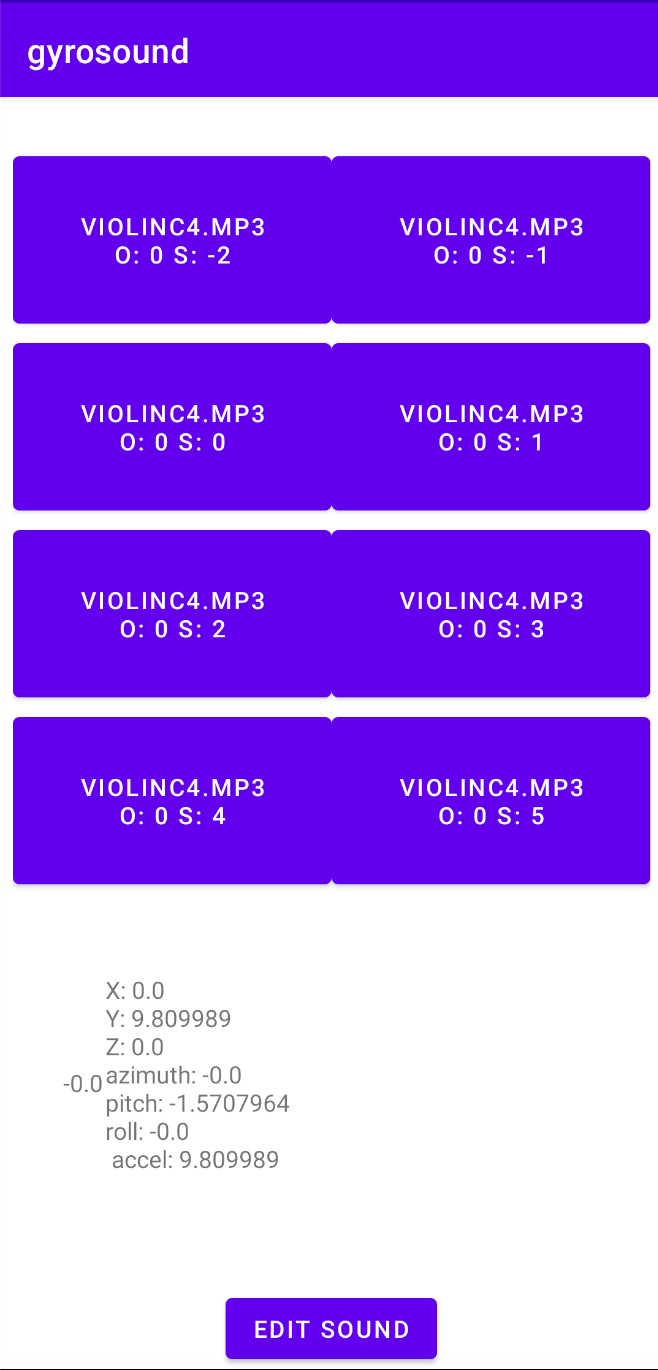 gyrosound
VIOLINC4.MP3
O: 0 S: -2
VIOLINC4.MP3
O: 0 S: -1
VIOLINC4.MP3
O: 0 S: 0
VIOLINC4.MP3
O: 0 S: 1
VIOLINC4.MP3
O: 0 S: 2
VIOLINC4.MP3
O: 0 S: 3
VIOLINC4.MP3
O: 0 S: 4
VIOLINC4.MP3
O: 0 S: 5
-0.0
X: 0.0
Y: 9.809989
Z: 0.0
azimuth: -0.0
pitch: -1.5707964
roll: -0.0
accel: 9.809989
EDIT SOUND